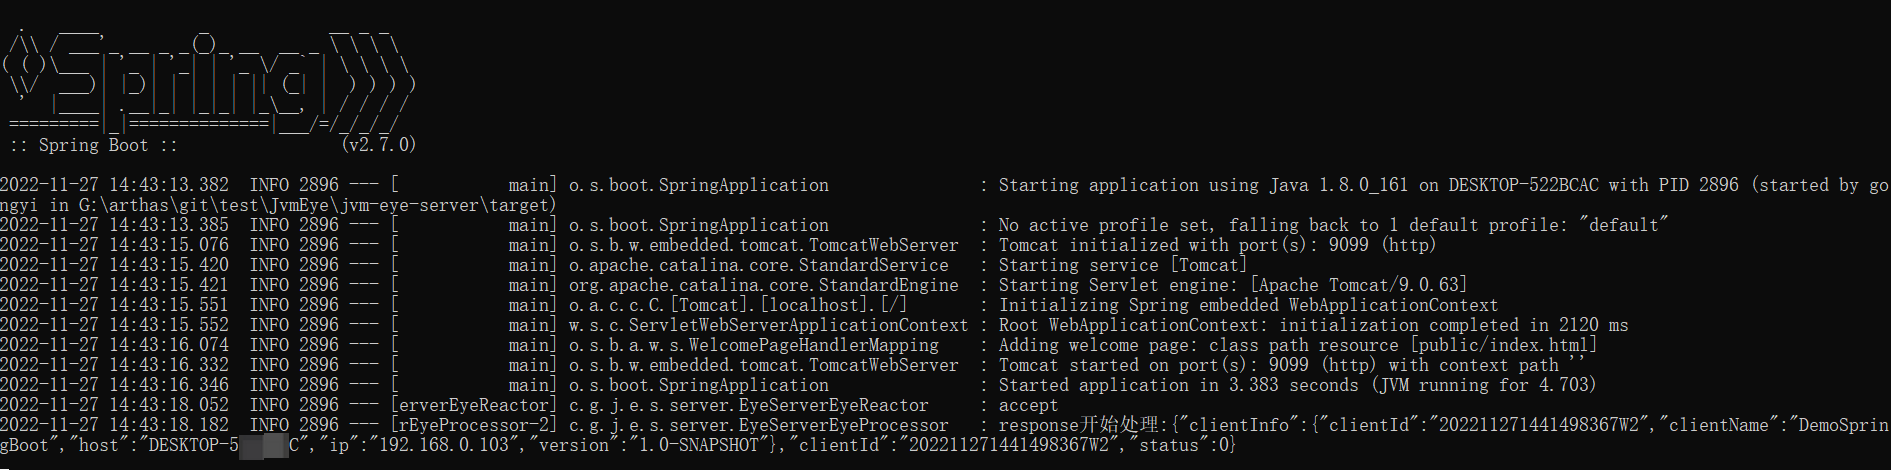 .   ____          _            __ _ _
 /\\ / ___'_ __ _ _(_)_ __  __ _ \ \ \ \
( ( )\___ | '_ | '_| | '_ \/ _` | \ \ \ \
 \\/  ___)| |_)| | | | | || (_| |  ) ) ) )
  '  |____| .__|_| |_|_| |_\__, | / / / /
 =========|_|==============|___/=/_/_/_/
 :: Spring Boot ::                (v2.7.0)
2022-11-27 14:43:13.382  INFO 2896 --- [           main] o.s.boot.SpringApplication               : Starting application using Java 1.8.0_161 on DESKTOP-522BCAC with PID 2896 (started by go
ngyi in G:\arthas\git\test\JvmEye\jvm-eye-server\target)
2022-11-27 14:43:13.385  INFO 2896 --- [           main] o.s.boot.SpringApplication               : No active profile set, falling back to 1 default profile: "default"
2022-11-27 14:43:15.076  INFO 2896 --- [           main] o.s.b.w.embedded.tomcat.TomcatWebServer  : Tomcat initialized with port(s): 9099 (http)
2022-11-27 14:43:15.420  INFO 2896 --- [           main] o.apache.catalina.core.StandardService   : Starting service [Tomcat]
2022-11-27 14:43:15.421  INFO 2896 --- [           main] org.apache.catalina.core.StandardEngine  : Starting Servlet engine: [Apache Tomcat/9.0.63]
2022-11-27 14:43:15.551  INFO 2896 --- [           main] o.a.c.c.C.[Tomcat].[localhost].[/]       : Initializing Spring embedded WebApplicationContext
2022-11-27 14:43:15.552  INFO 2896 --- [           main] w.s.c.ServletWebServerApplicationContext : Root WebApplicationContext: initialization completed in 2120 ms
2022-11-27 14:43:16.074  INFO 2896 --- [           main] o.s.b.a.w.s.WelcomePageHandlerMapping    : Adding welcome page: class path resource [public/index.html]
2022-11-27 14:43:16.332  INFO 2896 --- [           main] o.s.b.w.embedded.tomcat.TomcatWebServer  : Tomcat started on port(s): 9099 (http) with context path ''
2022-11-27 14:43:16.346  INFO 2896 --- [           main] o.s.boot.SpringApplication               : Started application in 3.383 seconds (JVM running for 4.703)
2022-11-27 14:43:18.052  INFO 2896 --- [erverEyeReactor] c.g.j.e.s.server.EyeServerEyeReactor     : accept
2022-11-27 14:43:18.182  INFO 2896 --- [rEyeProcessor-2] c.g.j.e.s.server.EyeServerEyeProcessor   : response开始处理:{"clientInfo":{"clientId":"202211271441498367W2","clientName":"DemoSprin
gBoot","host":"DESKTOP-5 C","ip":"192.168.0.103","version":"1.0-SNAPSHOT"},"clientId":"202211271441498367W2","status":0}